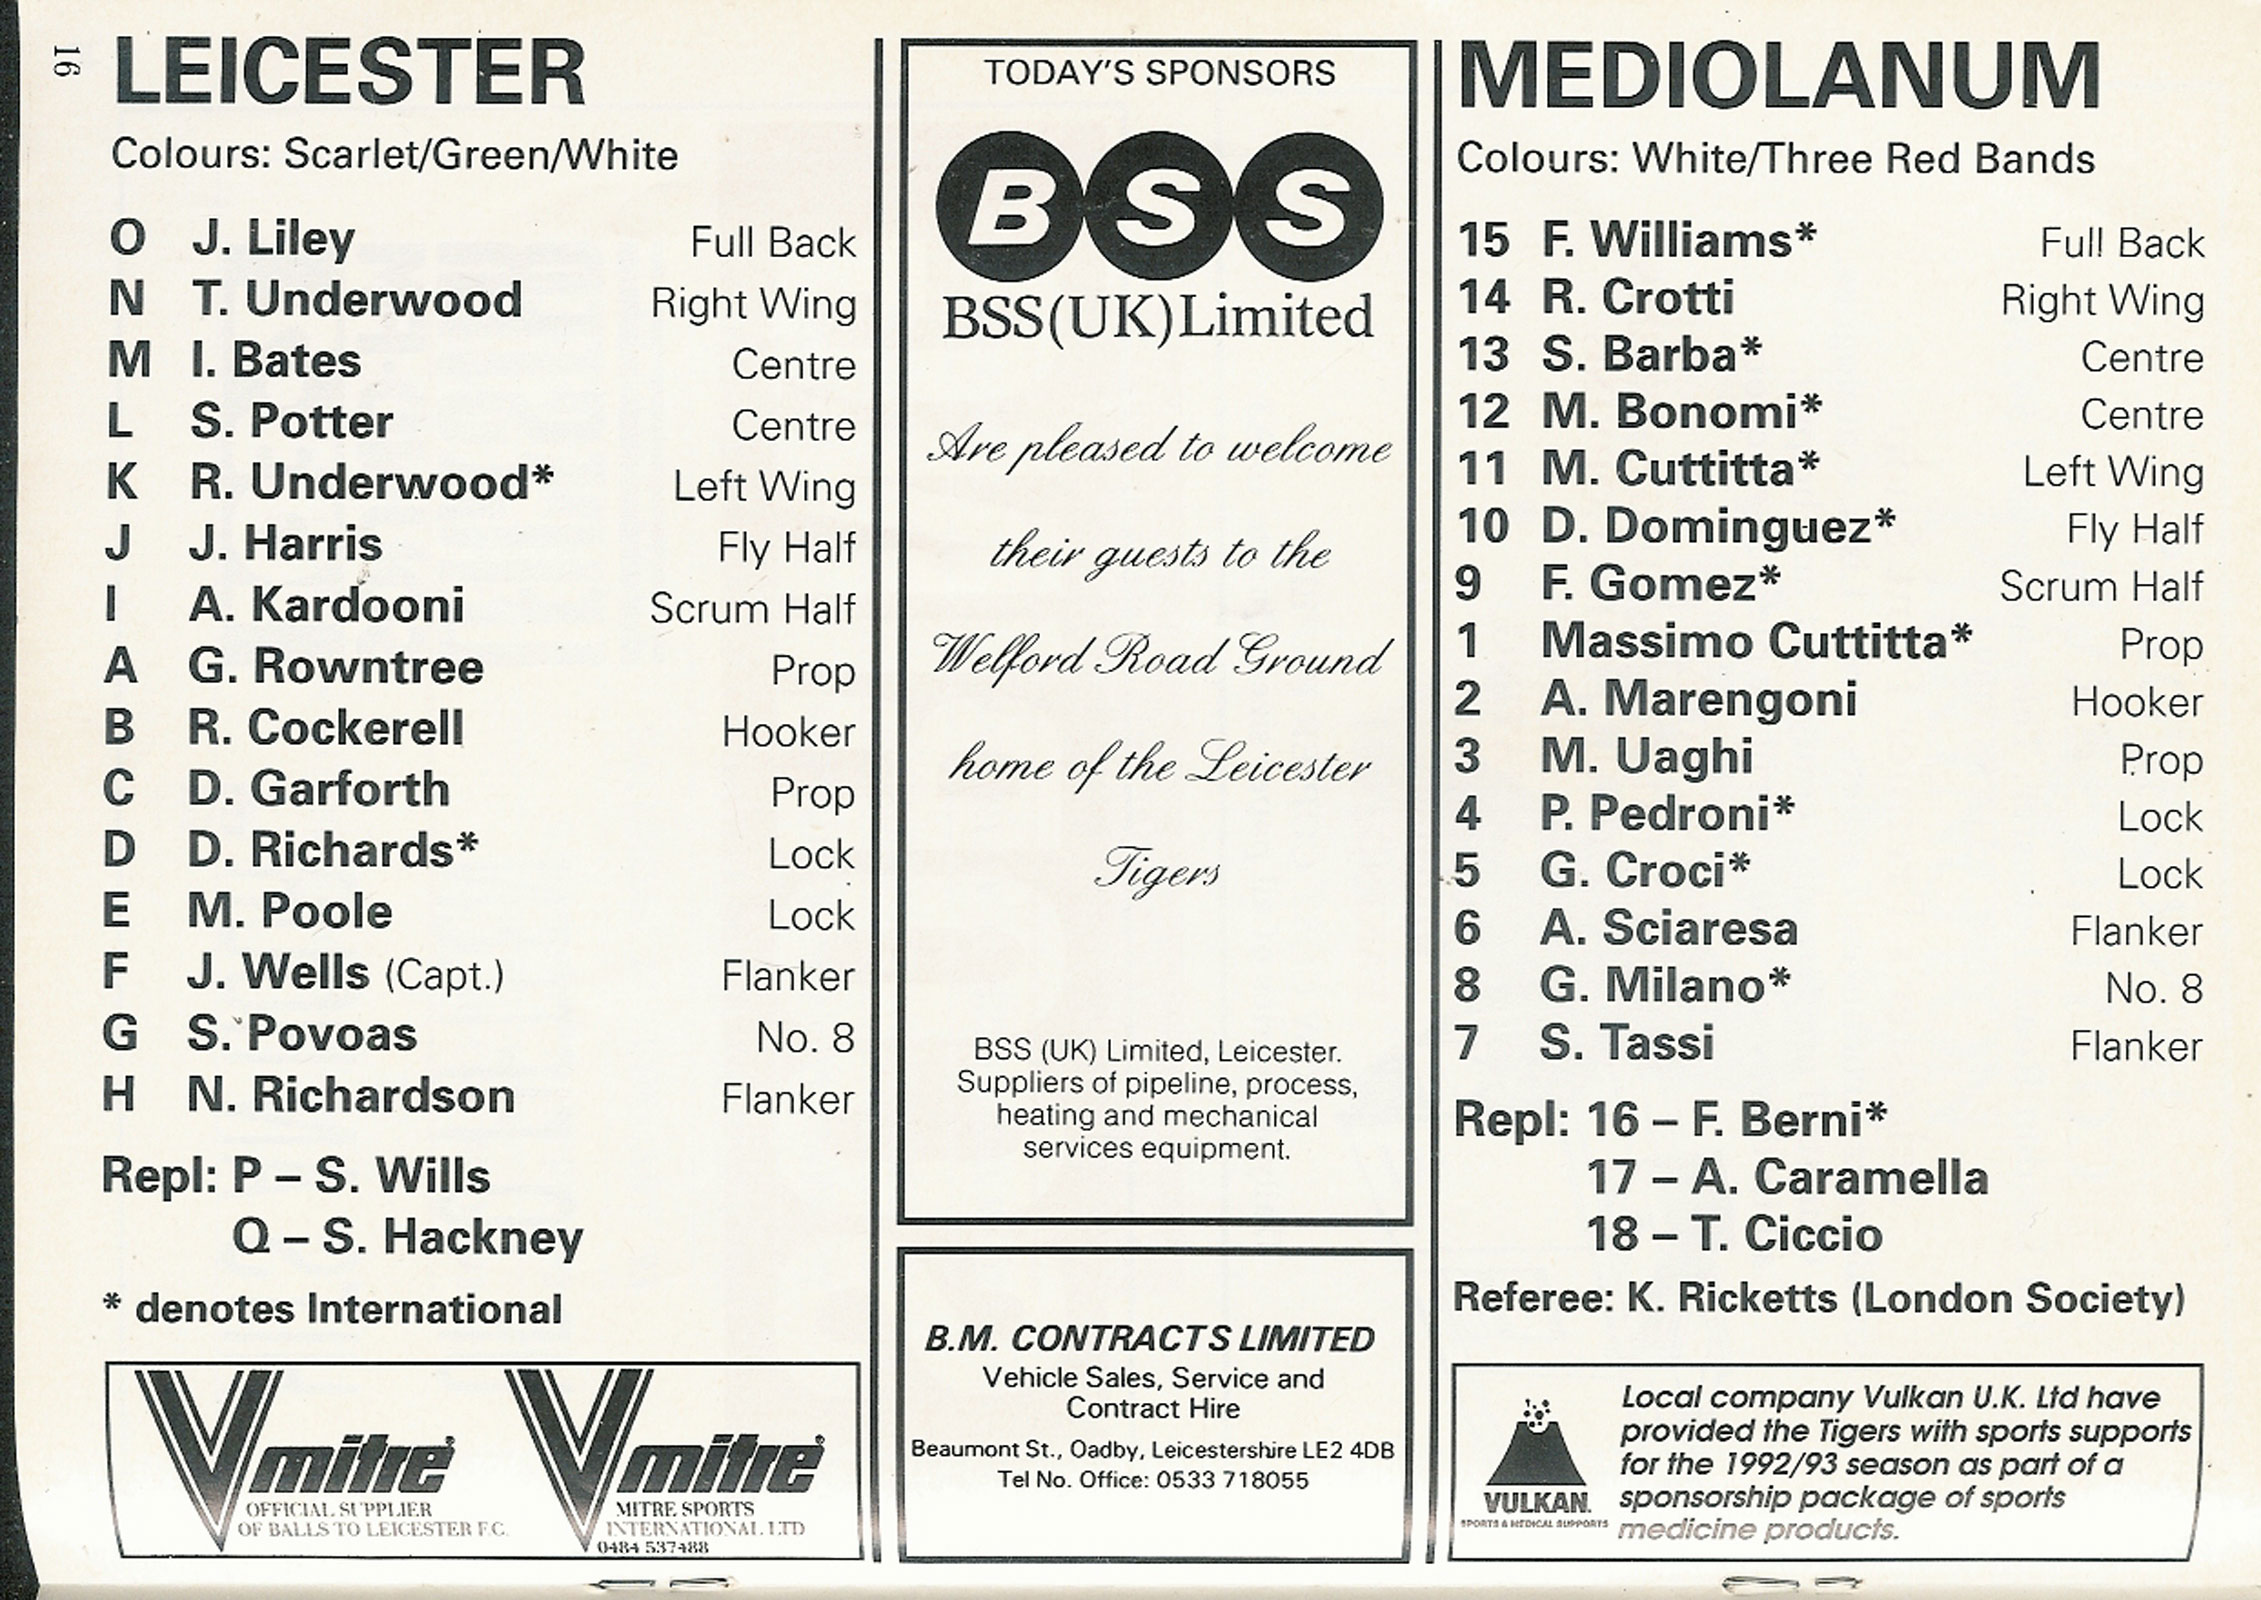 16
LEICESTER
Colours: Scarlet/Green/White
O J. Liley Full Back
N T. Underwood Right Wing
M I. Bates Centre
L S. Potter Centre
K R. Underwood* Left Wing
J J. Harris Fly Half
I A. Kardooni Scrum Half
A G. Rowntree Prop
B R. Cockerell Hooker
C D. Garforth Prop
D D. Richards* Lock
E M. Poole Lock
F J. Wells (Capt.) Flanker
G S. Povoas No. 8
H N. Richardson Flanker
Repl: P – S. Wills
Q – S. Hackney
* denotes International
Vmitre®
OFFICIAL SUPPLIER
OF BALLS TO LEICESTER F.C.
Vmitre®
MITRE SPORTS
INTERNATIONAL LTD
0484 537488
TODAY'S SPONSORS
BSS
BSS(UK)Limited
Are pleased to welcome
their guests to the
Welford Road Ground
home of the Leicester
Tigers
BSS (UK) Limited, Leicester.
Suppliers of pipeline, process,
heating and mechanical
services equipment.
B.M. CONTRACTS LIMITED
Vehicle Sales, Service and
Contract Hire
Beaumont St., Oadby, Leicestershire LE2 4DB
Tel No. Office: 0533 718055
MEDIOLANUM
Colours: White/Three Red Bands
15 F. Williams* Full Back
14 R. Crotti Right Wing
13 S. Barba* Centre
12 M. Bonomi* Centre
11 M. Cuttitta* Left Wing
10 D. Dominguez* Fly Half
9 F. Gomez* Scrum Half
1 Massimo Cuttitta* Prop
2 A. Marengoni Hooker
3 M. Uaghi Prop
4 P. Pedroni* Lock
5 G. Croci* Lock
6 A. Sciaresa Flanker
8 G. Milano* No. 8
7 S. Tassi Flanker
Repl: 16 – F. Berni*
17 – A. Caramella
18 – T. Ciccio
Referee: K. Ricketts (London Society)
VULKAN.
SPORTS & MEDICAL SUPPORTS
Local company Vulkan U.K. Ltd have
provided the Tigers with sports supports
for the 1992/93 season as part of a
sponsorship package of sports
medicine products.